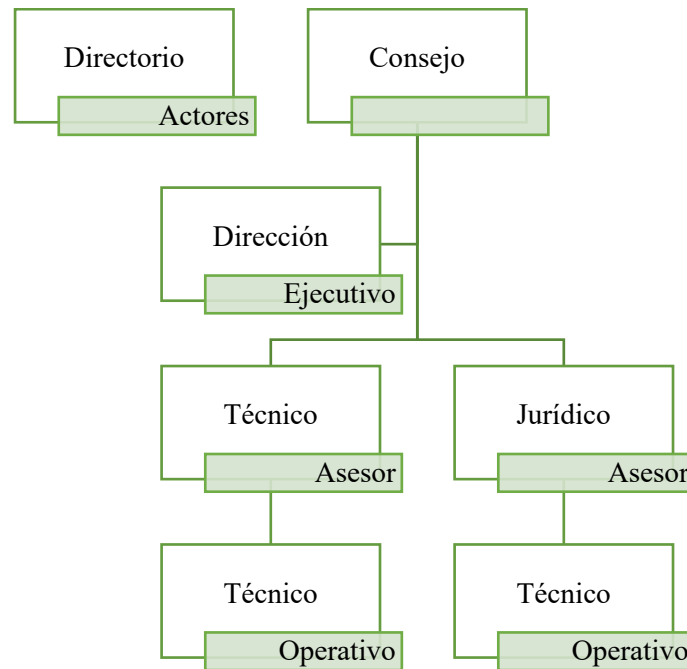 Directorio
Actores
Consejo
Dirección
Ejecutivo
Técnico
Asesor
Jurídico
Asesor
Técnico
Operativo
Técnico
Operativo